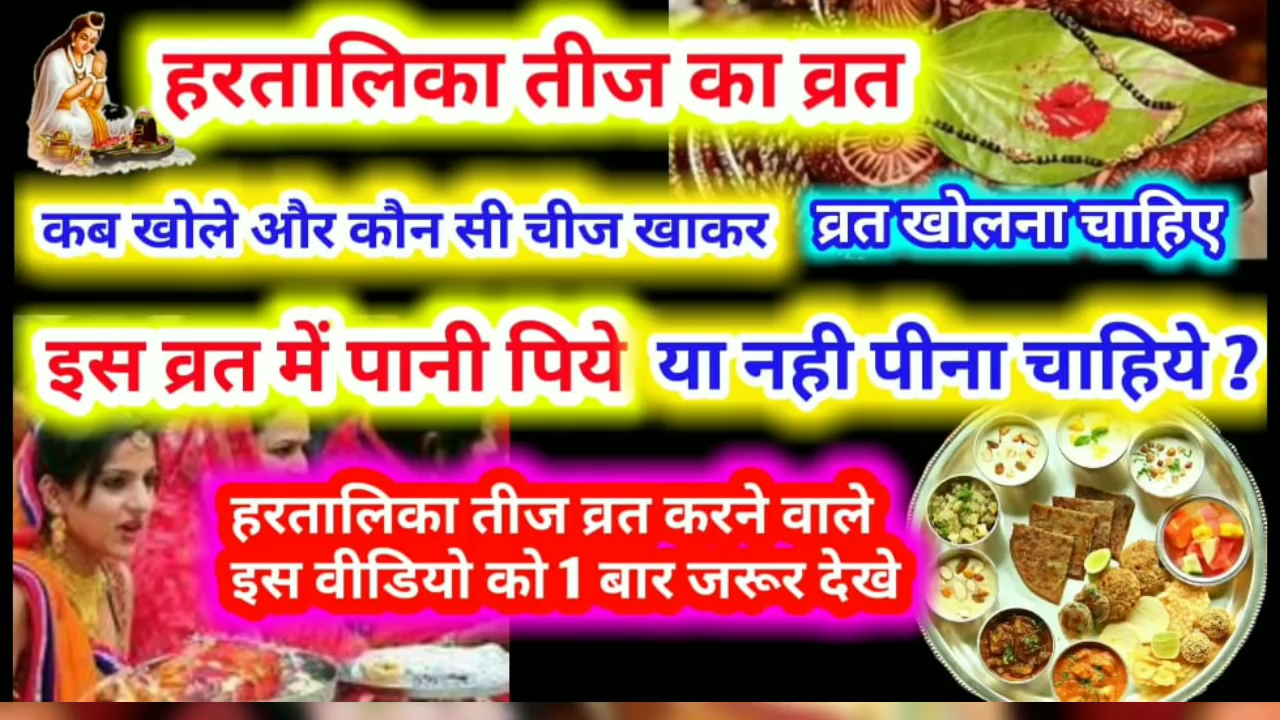 हरतालिका तीज का व्रत
कब खोले और कौन सी चीज खाकर व्रत खोलना चाहिए
इस व्रत में पानी पिये या नही पीना चाहिये ?
हरतालिका तीज व्रत करने वाले
इस वीडियो को 1 बार जरूर देखे